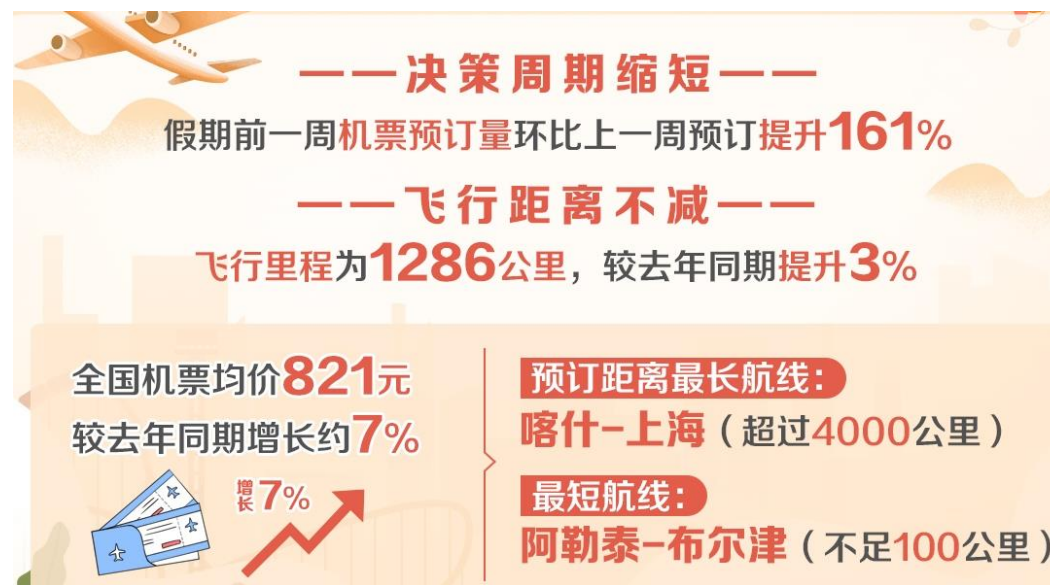 ——决策周期缩短——
假期前一周机票预订量环比上一周预订提升161%
——飞行距离不减——
飞行里程为1286公里，较去年同期提升3%
全国机票均价821元
较去年同期增长约7%
增长7%
预订距离最长航线：
喀什-上海（超过4000公里）
最短航线：
阿勒泰-布尔津（不足100公里）